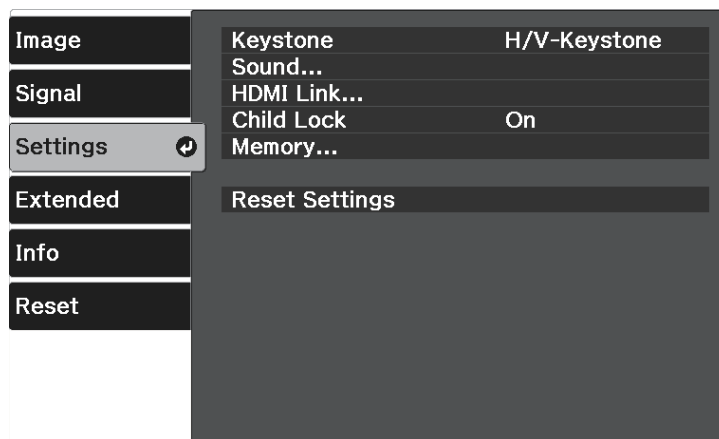 Image
Signal
Settings
Extended
Info
Reset
Keystone H/V-Keystone
Sound...
HDMI Link...
Child Lock On
Memory...
Reset Settings